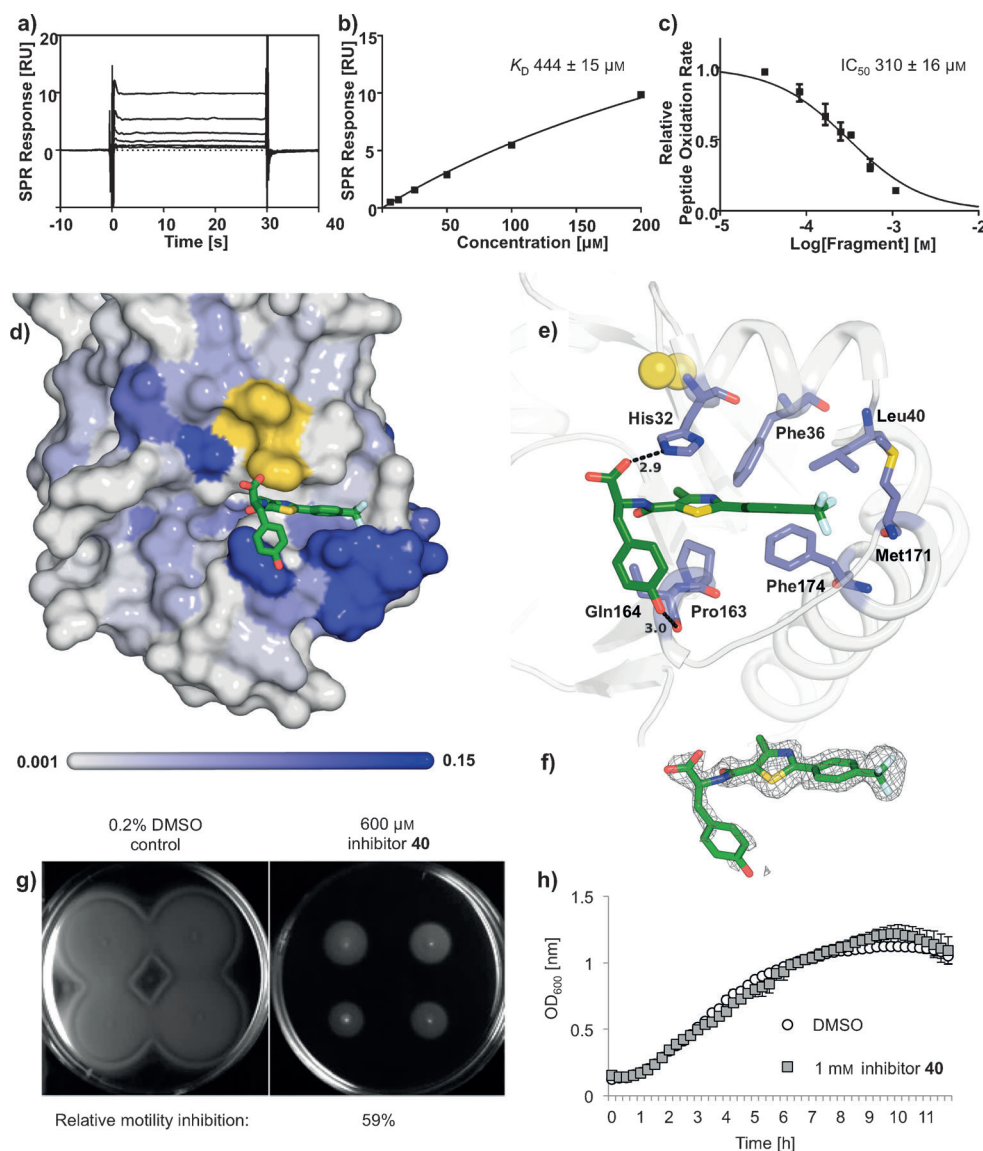 a)
SPR Response [RU]
20
10
0
-10
-10
0
10
20
30
40
Time [s]
b)
SPR Response [RU]
15
10
5
0
0
50
100
150
200
Concentration [µM]
K_D 444 ± 15 µM
c)
Relative
Peptide Oxidation Rate
1.0
0.5
0.0
-5
-4
-3
-2
Log[Fragment] [M]
IC50 310 ± 16 µM
d)
0.001
0.15
e)
His32
Phe36
Leu40
2.9
Met171
Phe174
Gln164
Pro163
3.0
f)
0.2% DMSO
control
600 µM
inhibitor 40
g)
Relative motility inhibition:
59%
h)
OD600 [nm]
1.5
1
0.5
0
DMSO
1 mM inhibitor 40
0 1 2 3 4 5 6 7 8 9 10 11
Time [h]